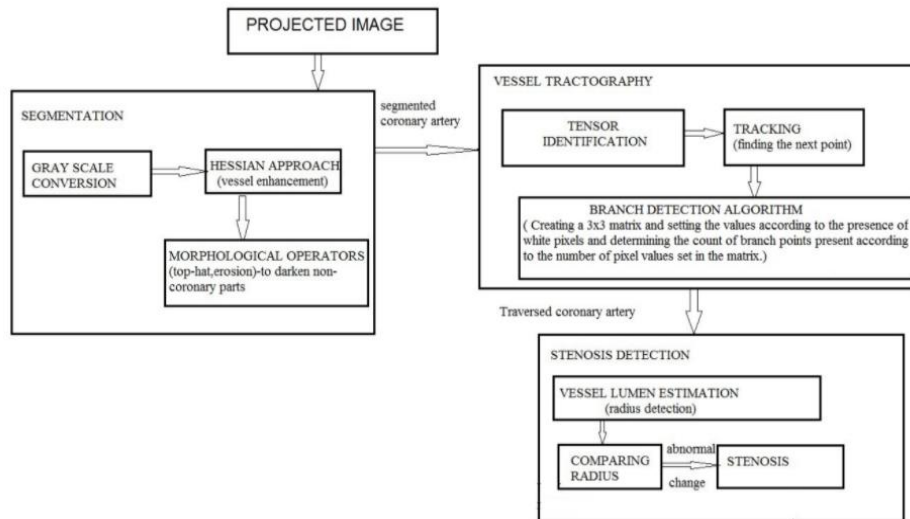 PROJECTED IMAGE
SEGMENTATION
GRAY SCALE
CONVERSION
HESSIAN APPROACH
(vessel enhancement)
MORPHOLOGICAL OPERATORS
(top-hat,erosion)-to darken non-
coronary parts
segmented
coronary artery
VESSEL TRACTOGRAPHY
TENSOR
IDENTIFICATION
TRACKING
(finding the next point)
BRANCH DETECTION ALGORITHM
( Creating a 3x3 matrix and setting the values according to the presence of
white pixels and determining the count of branch points present according
to the number of pixel values set in the matrix.)
Traversed coronary artery
STENOSIS DETECTION
VESSEL LUMEN ESTIMATION
(radius detection)
COMPARING
RADIUS
abnormal
change
STENOSIS